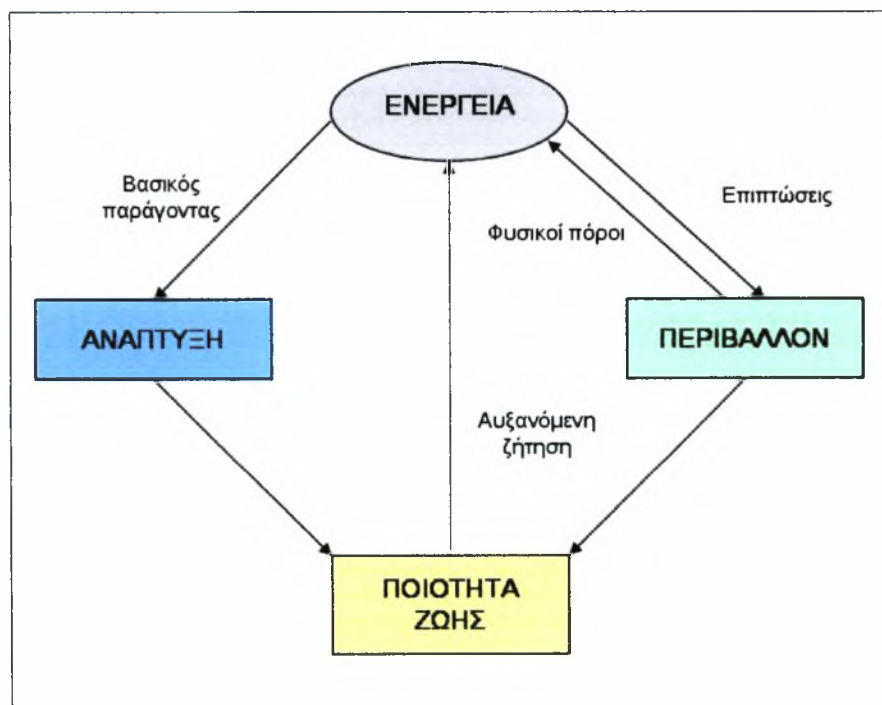 ΕΝΕΡΓΕΙΑ
Βασικός
παράγοντας
Επιπτώσεις
Φυσικοί πόροι
ΑΝΑΠΤΥΞΗ
ΠΕΡΙΒΑΛΛΟΝ
Αυξανόμενη
ζήτηση
ΠΟΙΟΤΗΤΑ
ΖΩΗΣ